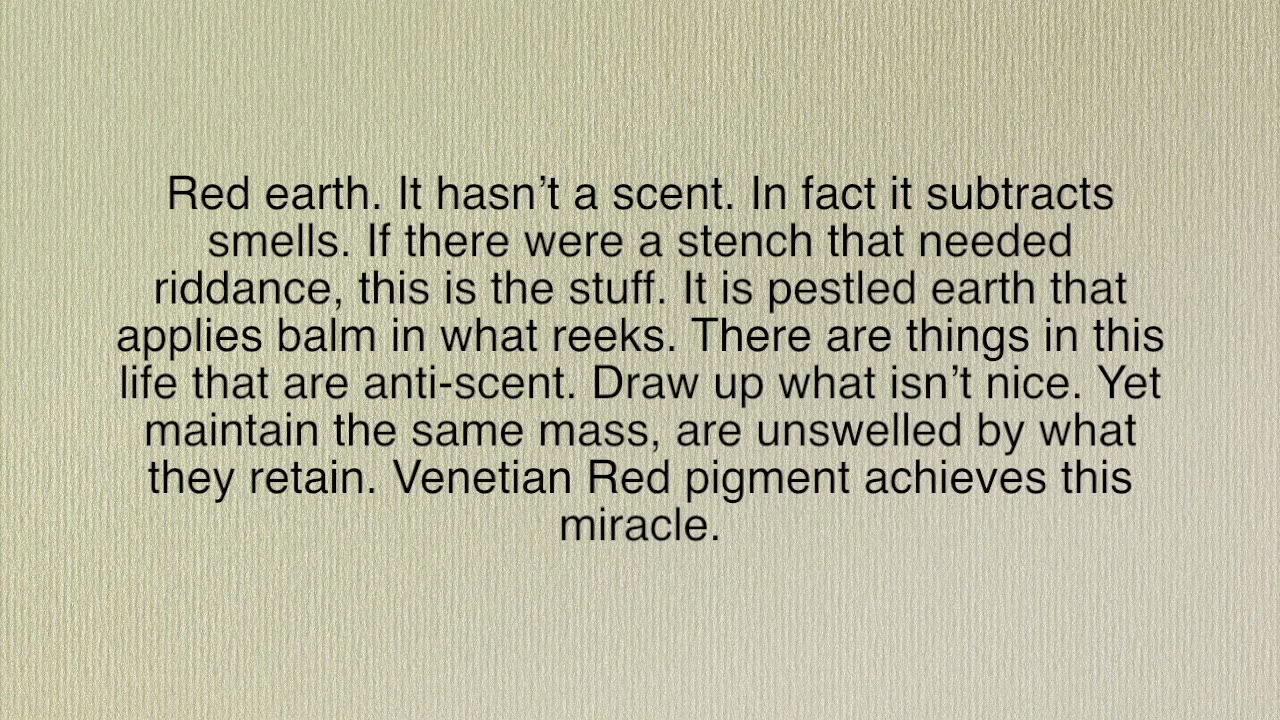 Red earth. It hasn’t a scent. In fact it subtracts
smells. If there were a stench that needed
riddance, this is the stuff. It is pestled earth that
applies balm in what reeks. There are things in this
life that are anti-scent. Draw up what isn’t nice. Yet
maintain the same mass, are unswelled by what
they retain. Venetian Red pigment achieves this
miracle.